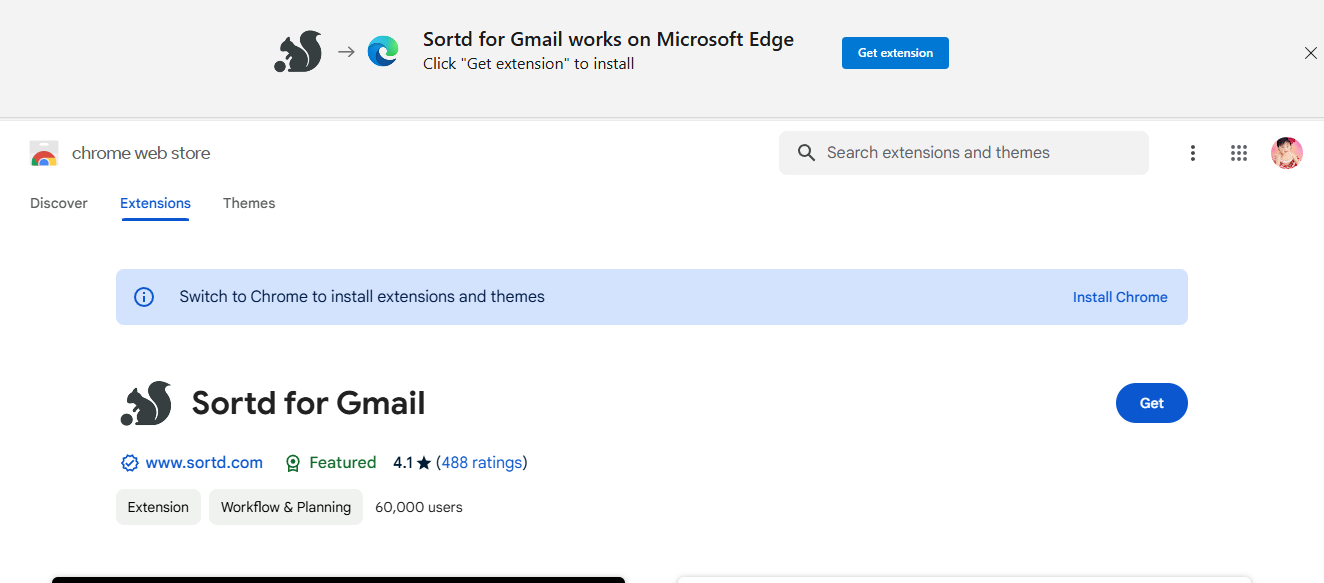 Sortd for Gmail works on Microsoft Edge
Click "Get extension" to install
Get extension
chrome web store
Search extensions and themes
Discover
Extensions
Themes
Switch to Chrome to install extensions and themes
Install Chrome
Sortd for Gmail
Get
www.sortd.com
Featured
4.1★ (488 ratings)
Extension
Workflow & Planning
60,000 users